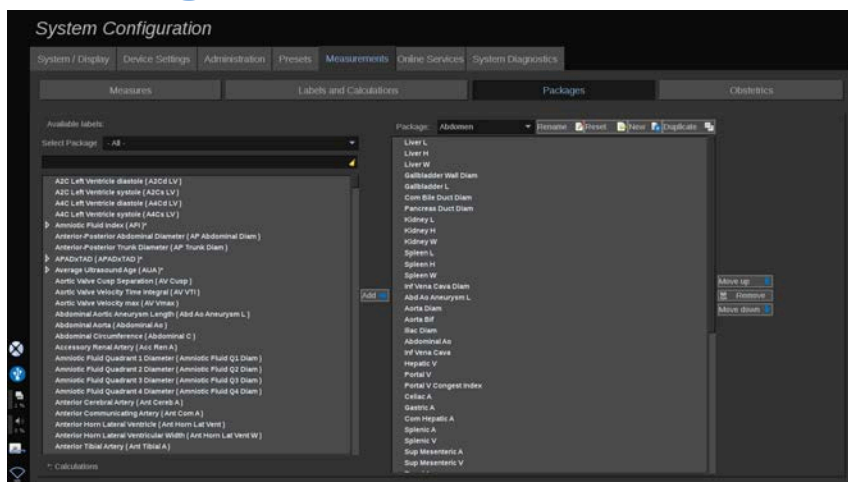 System Configuration
System / Display Device Settings Administration Presets Measurements Online Services System Diagnostics
Measures Labels and Calculations Packages Obstetrics
Available labels:
Select Package - All -
A2C Left Ventricle diastole ( A2Cd LV )
A2C Left Ventricle systole ( A2Cs LV )
A4C Left Ventricle diastole ( A4Cd LV )
A4C Left Ventricle systole ( A4Cs LV )
Amniotic Fluid Index ( AFI )*
Anterior-Posterior Abdominal Diameter ( AP Abdominal Diam )
Anterior-Posterior Trunk Diameter ( AP Trunk Diam )
APADxTAD ( APADxTAD )*
Average Ultrasound Age ( AUA )*
Aortic Valve Cusp Separation ( AV Cusp )
Aortic Valve Velocity Time Integral ( AV VTI )
Aortic Valve Velocity max ( AV Vmax )
Abdominal Aortic Aneurysm Length ( Abd Ao Aneurysm L )
Abdominal Aorta ( Abdominal Ao )
Abdominal Circumference ( Abdominal C )
Accessory Renal Artery ( Acc Ren A )
Amniotic Fluid Quadrant 1 Diameter ( Amniotic Fluid Q1 Diam )
Amniotic Fluid Quadrant 2 Diameter ( Amniotic Fluid Q2 Diam )
Amniotic Fluid Quadrant 3 Diameter ( Amniotic Fluid Q3 Diam )
Amniotic Fluid Quadrant 4 Diameter ( Amniotic Fluid Q4 Diam )
Anterior Cerebral Artery ( Ant Cereb A )
Anterior Communicating Artery ( Ant Com A )
Anterior Horn Lateral Ventricle ( Ant Horn Lat Vent )
Anterior Horn Lateral Ventricular Width ( Ant Horn Lat Vent W )
Anterior Tibial Artery ( Ant Tibial A )
*: Calculations
Add
Package: Abdomen Rename Reset New Duplicate
Liver L
Liver H
Liver W
Gallbladder Wall Diam
Gallbladder L
Com Bile Duct Diam
Pancreas Duct Diam
Kidney L
Kidney H
Kidney W
Spleen L
Spleen H
Spleen W
Inf Vena Cava Diam
Abd Ao Aneurysm L
Aorta Diam
Aorta Bif
Iliac Diam
Abdominal Ao
Inf Vena Cava
Hepatic V
Portal V
Portal V Congest Index
Celiac A
Gastric A
Com Hepatic A
Splenic A
Splenic V
Sup Mesenteric A
Sup Mesenteric V
Move up
Remove
Move down